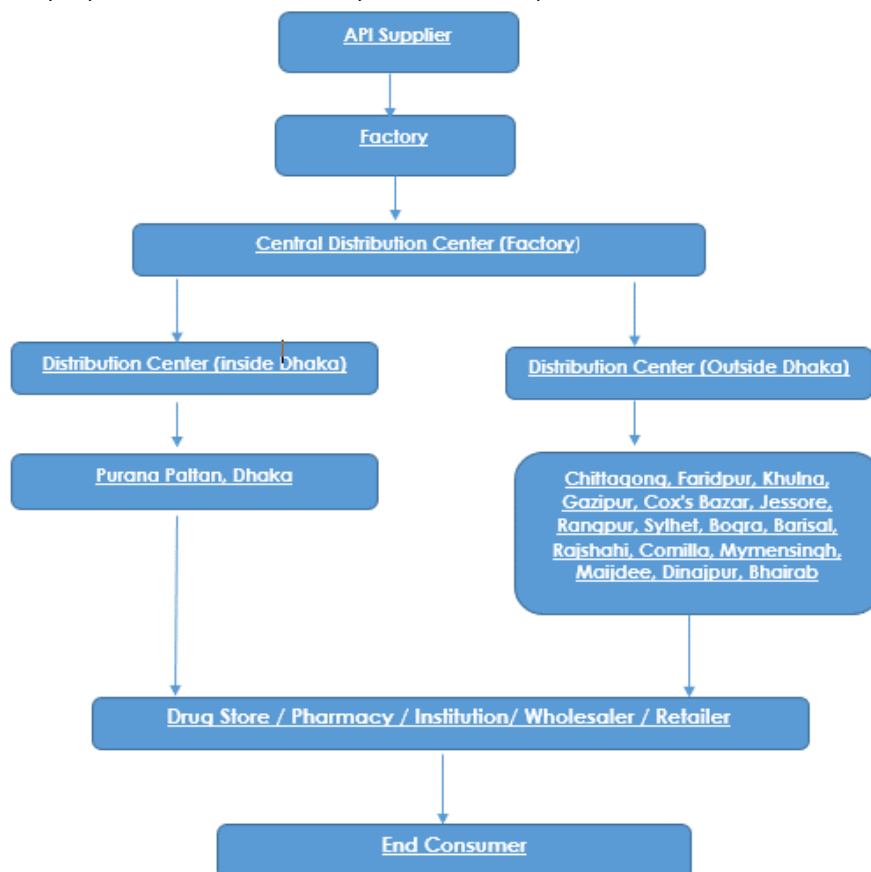 API Supplier
Factory
Central Distribution Center (Factory)
Distribution Center (inside Dhaka)
Distribution Center (Outside Dhaka)
Purana Paltan, Dhaka
Chittagong, Faridpur, Khulna,
Gazipur, Cox's Bazar, Jessore,
Rangpur, Sylhet, Bogra, Barisal,
Rajshahi, Comilla, Mymensingh,
Maijdee, Dinajpur, Bhairab
Drug Store / Pharmacy / Institution/ Wholesaler / Retailer
End Consumer